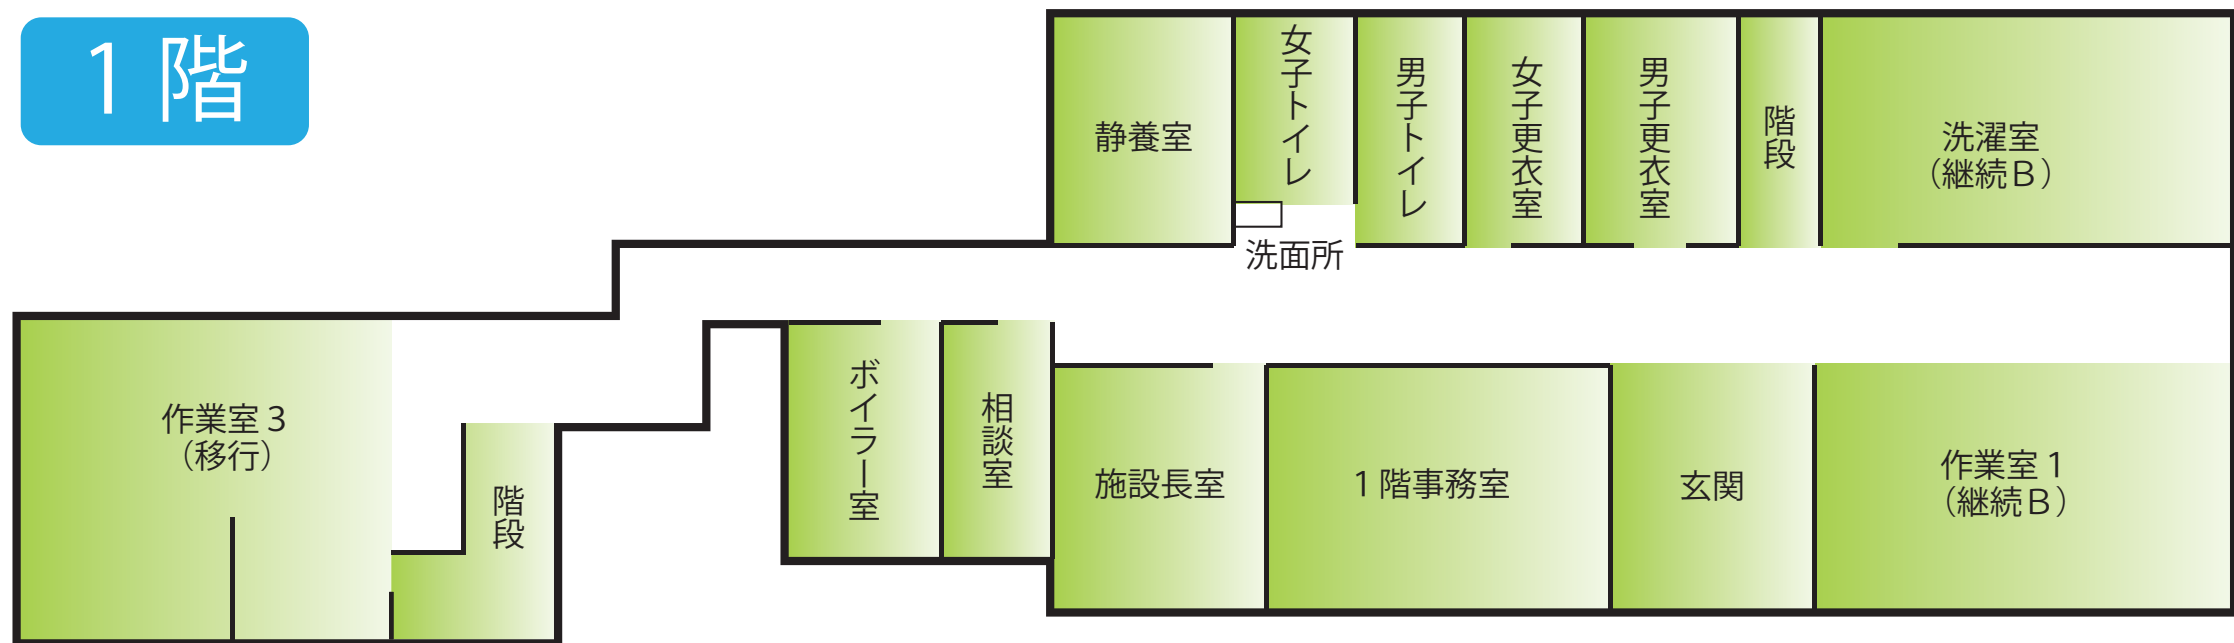 1階
静養室
女子トイレ
男子トイレ
女子更衣室
男子更衣室
階段
洗濯室
（継続B）
洗面所
作業室3
（移行）
階段
ボイラー室
相談室
施設長室
1階事務室
玄関
作業室1
（継続B）